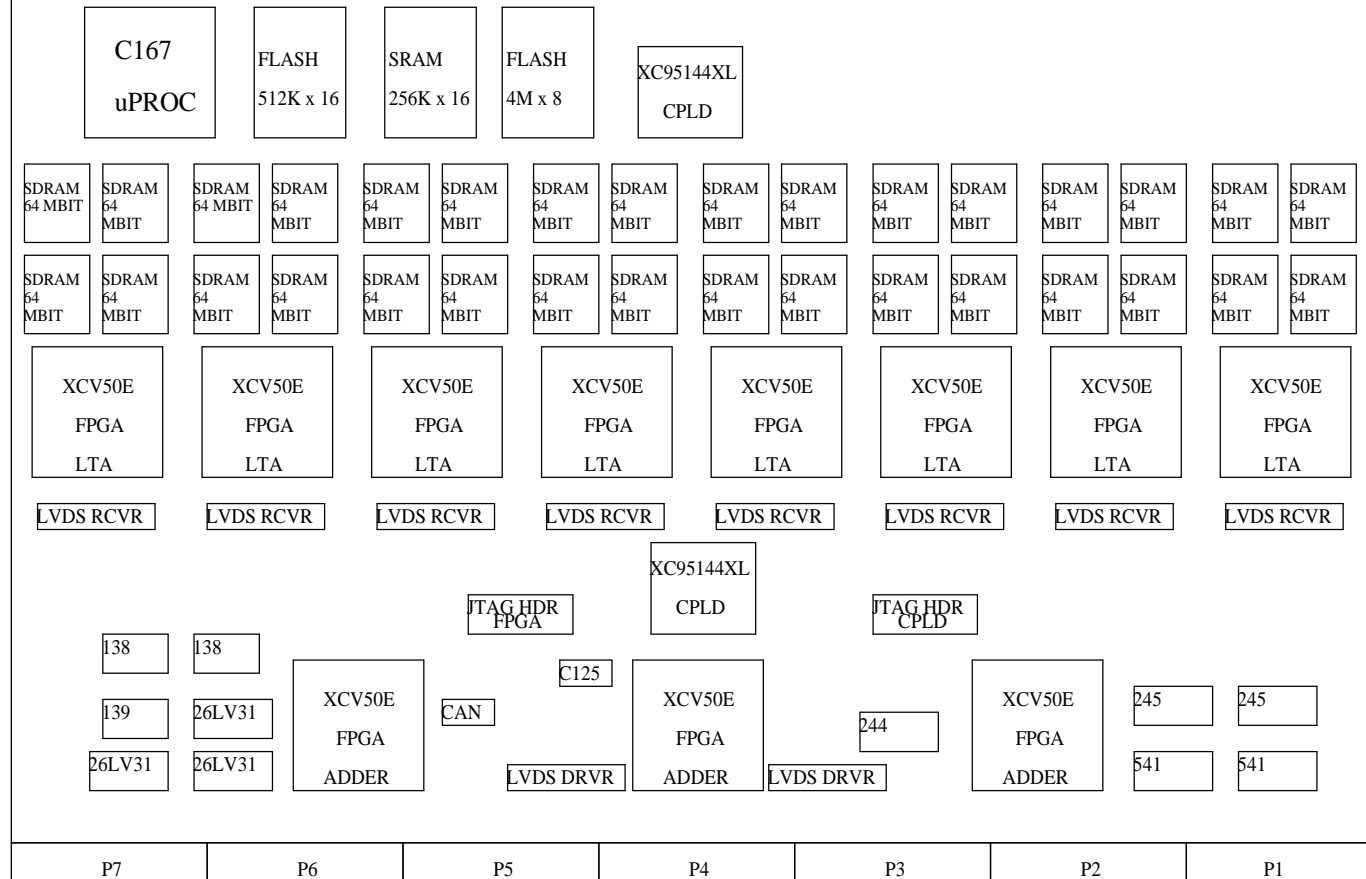 C167
uPROC
FLASH
512K x 16
SRAM
256K x 16
FLASH
4M x 8
XC95144XL
CPLD
SDRAM
64 MBIT
SDRAM
64
MBIT
SDRAM
64 MBIT
SDRAM
64
MBIT
SDRAM
64
MBIT
SDRAM
64
MBIT
SDRAM
64
MBIT
SDRAM
64
MBIT
SDRAM
64
MBIT
SDRAM
64
MBIT
SDRAM
64
MBIT
SDRAM
64
MBIT
SDRAM
64
MBIT
SDRAM
64
MBIT
SDRAM
64
MBIT
SDRAM
64
MBIT
SDRAM
64
MBIT
SDRAM
64
MBIT
SDRAM
64
MBIT
SDRAM
64
MBIT
SDRAM
64
MBIT
SDRAM
64
MBIT
SDRAM
64
MBIT
SDRAM
64
MBIT
SDRAM
64
MBIT
SDRAM
64
MBIT
SDRAM
64
MBIT
SDRAM
64
MBIT
SDRAM
64
MBIT
SDRAM
64
MBIT
SDRAM
64
MBIT
SDRAM
64
MBIT
XCV50E
FPGA
LTA
XCV50E
FPGA
LTA
XCV50E
FPGA
LTA
XCV50E
FPGA
LTA
XCV50E
FPGA
LTA
XCV50E
FPGA
LTA
XCV50E
FPGA
LTA
XCV50E
FPGA
LTA
LVDS RCVR
LVDS RCVR
LVDS RCVR
LVDS RCVR
LVDS RCVR
LVDS RCVR
LVDS RCVR
LVDS RCVR
XC95144XL
CPLD
JTAG HDR
FPGA
JTAG HDR
CPLD
138
138
C125
139
26LV31
26LV31
26LV31
XCV50E
FPGA
ADDER
CAN
LVDS DRVR
XCV50E
FPGA
ADDER
LVDS DRVR
244
XCV50E
FPGA
ADDER
245
245
541
541
P7
P6
P5
P4
P3
P2
P1